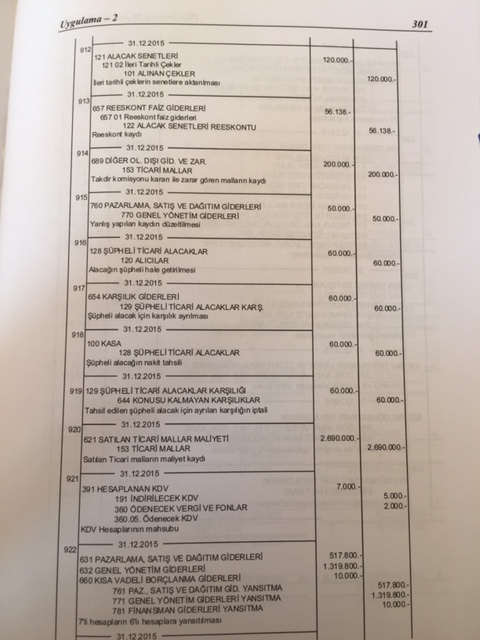 Uygulama – 2 301
31.12.2015
912
121 ALACAK SENETLERİ 120.000.-
121 02 İleri Tarihli Çekler
101 ALINAN ÇEKLER 120.000.-
İleri tarihli çeklerin senetlere aktarılması
31.12.2015
913
657 REESKONT FAİZ GİDERLERİ 56.138.-
657 01 Reeskont faiz giderleri
122 ALACAK SENETLERİ REESKONTU 56.138.-
Reeskont kaydı
31.12.2015
914
689 DİĞER OL. DIŞI GİD. VE ZAR. 200.000.-
153 TİCARİ MALLAR 200.000.-
Takdir komisyonu kararı ile zarar gören malların kaydı
31.12.2015
915
760 PAZARLAMA, SATIŞ VE DAĞITIM GİDERLERİ 50.000.-
770 GENEL YÖNETİM GİDERLERİ 50.000.-
Yanlış yapılan kaydın düzeltilmesi
31.12.2015
916
128 ŞÜPHELİ TİCARİ ALACAKLAR 60.000.-
120 ALICILAR 60.000.-
Alacağın şüpheli hale getirilmesi
31.12.2015
917
654 KARŞILIK GİDERLERİ 60.000.-
129 ŞÜPHELİ TİCARİ ALACAKLAR KARŞ. 60.000.-
Şüpheli alacak için karşılık ayrılması
31.12.2015
918
100 KASA 60.000.-
128 ŞÜPHELİ TİCARİ ALACAKLAR 60.000.-
Şüpheli alacağın nakit tahsili
31.12.2015
919 129 ŞÜPHELİ TİCARİ ALACAKLAR KARŞILIĞI 60.000.-
644 KONUSU KALMAYAN KARŞILIKLAR 60.000.-
Tahsil edilen şüpheli alacak için ayrılan karşılığın iptali
31.12.2015
920
621 SATILAN TİCARİ MALLAR MALİYETİ 2.690.000.-
153 TİCARİ MALLAR 2.690.000.-
Satılan Ticari malların maliyet kaydı
31.12.2015
921
391 HESAPLANAN KDV 7.000.-
191 İNDİRİLECEK KDV 5.000.-
360 ÖDENECEK VERGİ VE FONLAR 2.000.-
360.05. Ödenecek KDV
KDV Hesaplarının mahsubu
31.12.2015
922
631 PAZARLAMA, SATIŞ VE DAĞITIM GİDERLERİ 517.800.-
632 GENEL YÖNETİM GİDERLERİ 1.319.800.-
660 KISA VADELİ BORÇLANMA GİDERLERİ 10.000.-
761 PAZ., SATIŞ VE DAĞITIM GİD. YANSITMA 517.800.-
771 GENEL YÖNETİM GİDERLERİ YANSITMA 1.319.800.-
781 FİNANSMAN GİDERLERİ YANSITMA 10.000.-
7'li hesapların 6'lı hesaplara yansıtılması
31.12.2015